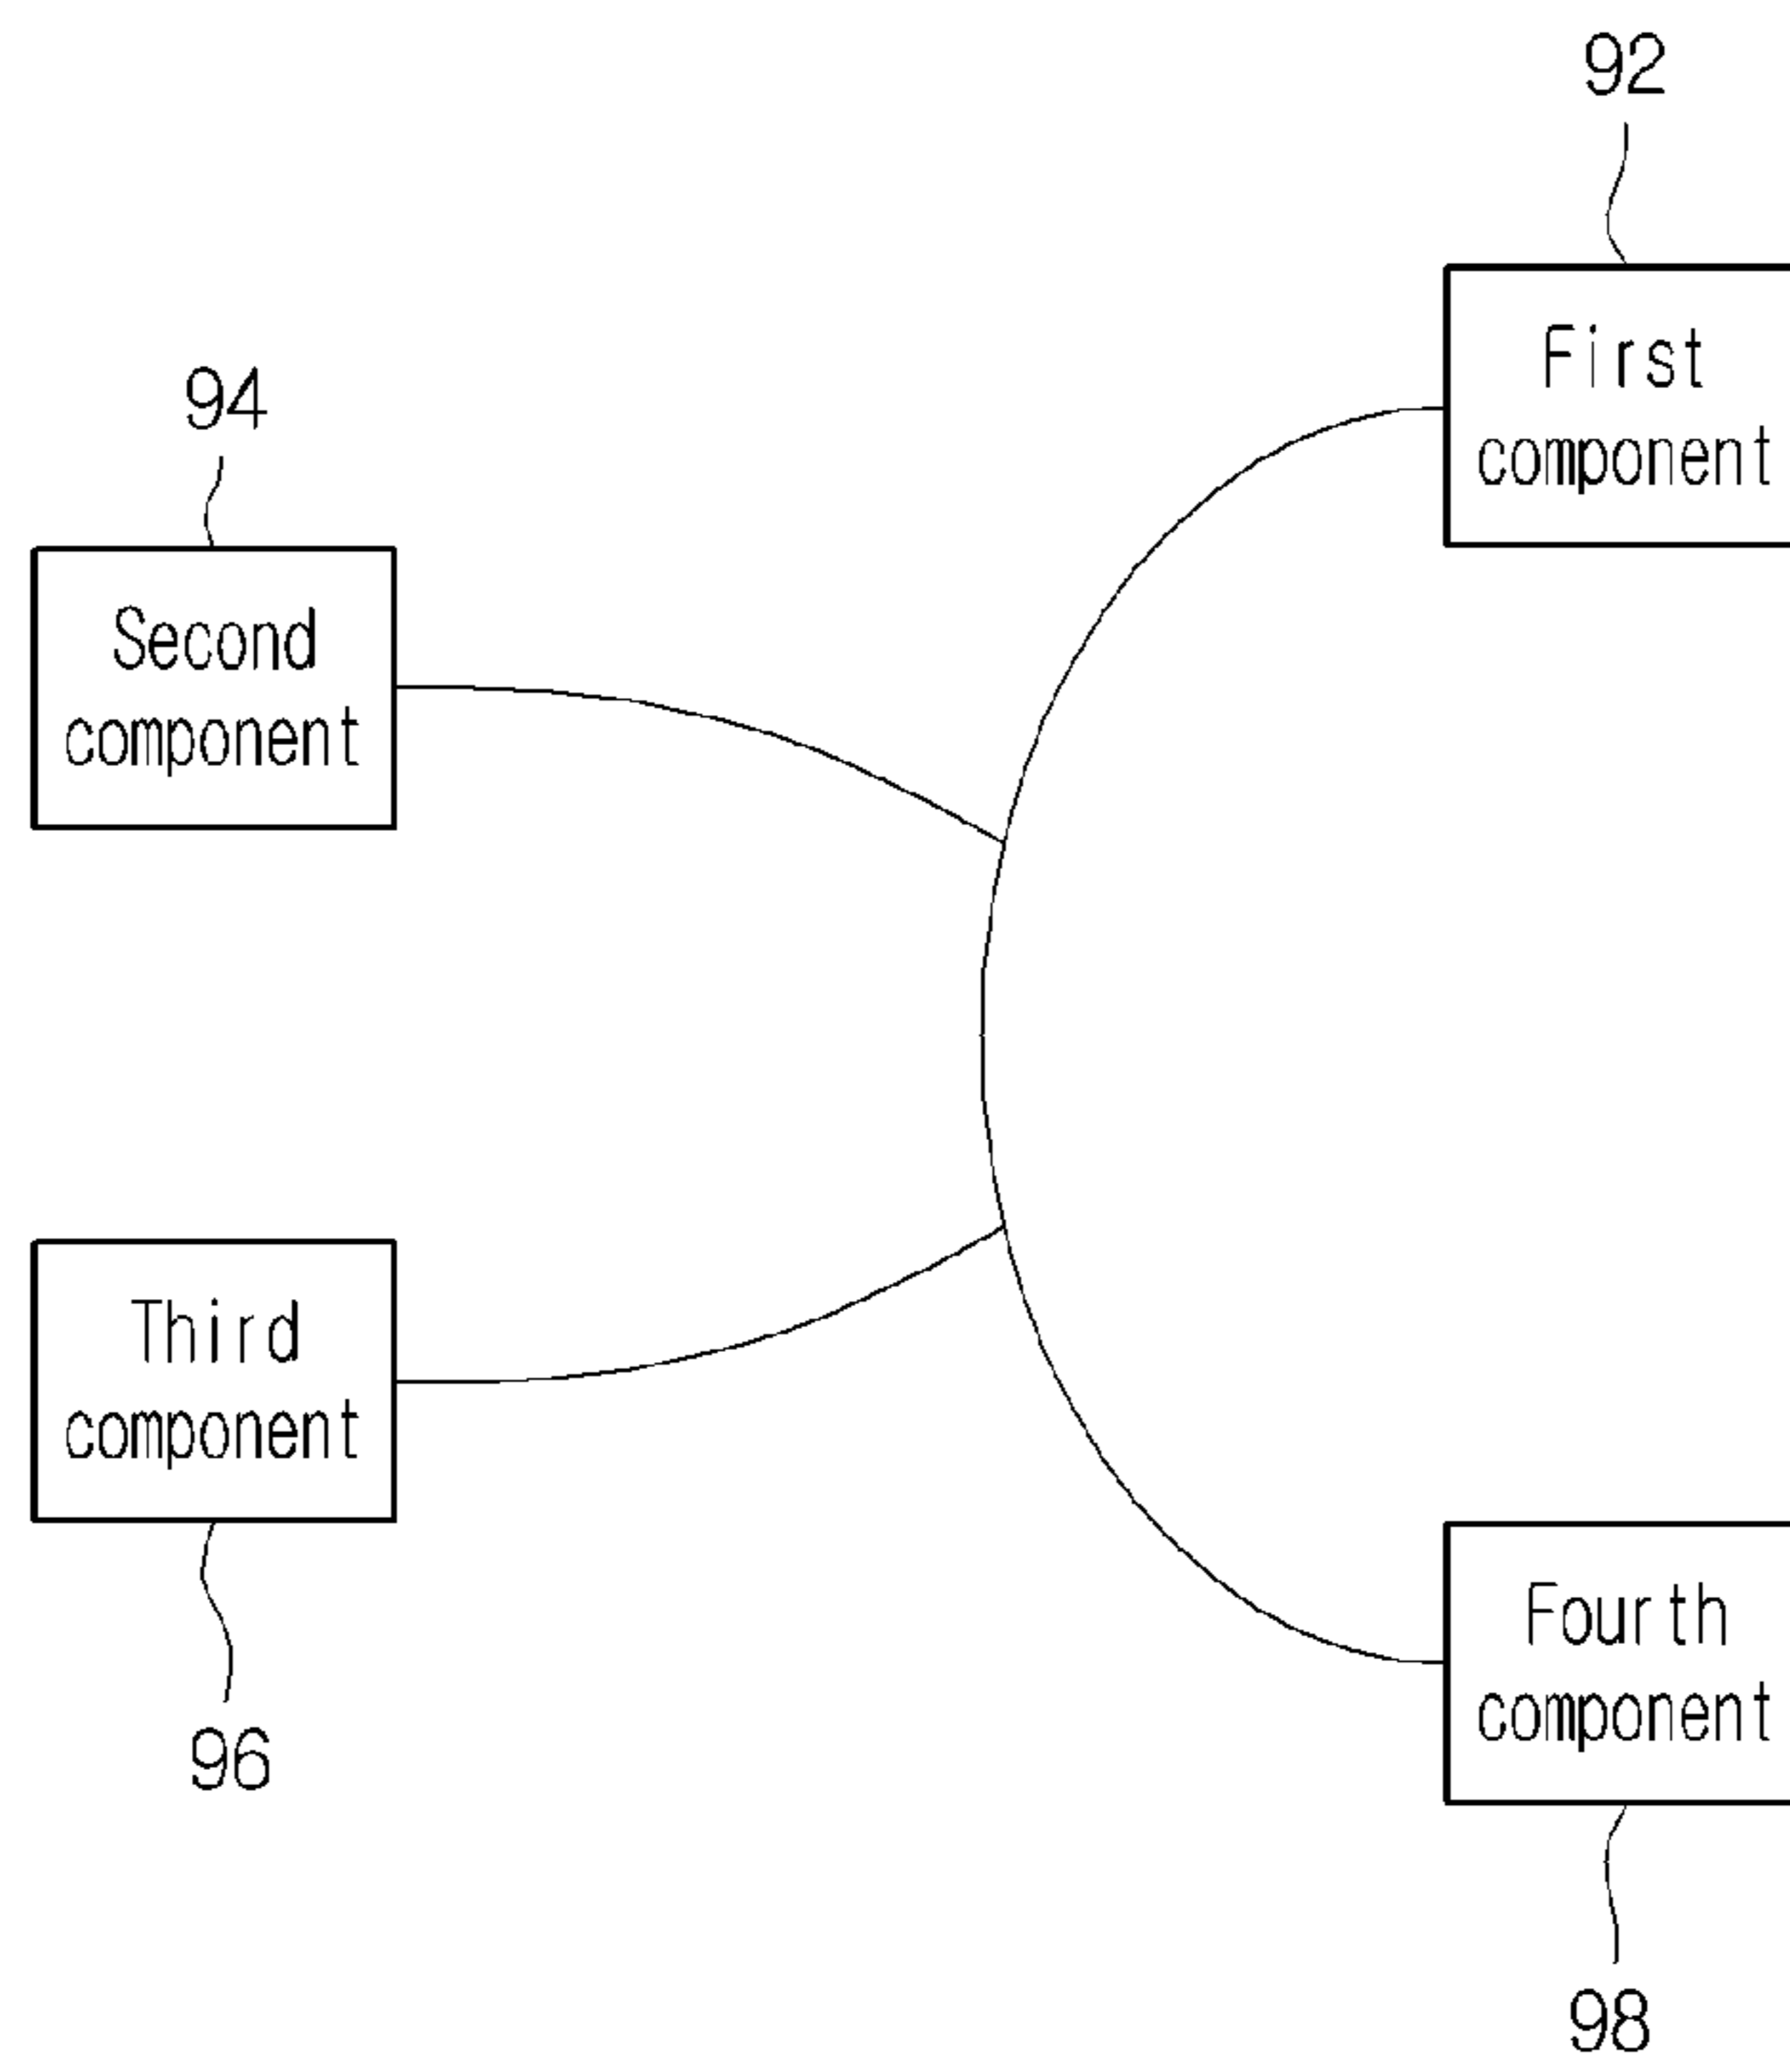 92
First
component
94
Second
component
Third
component
96
Fourth
component
98